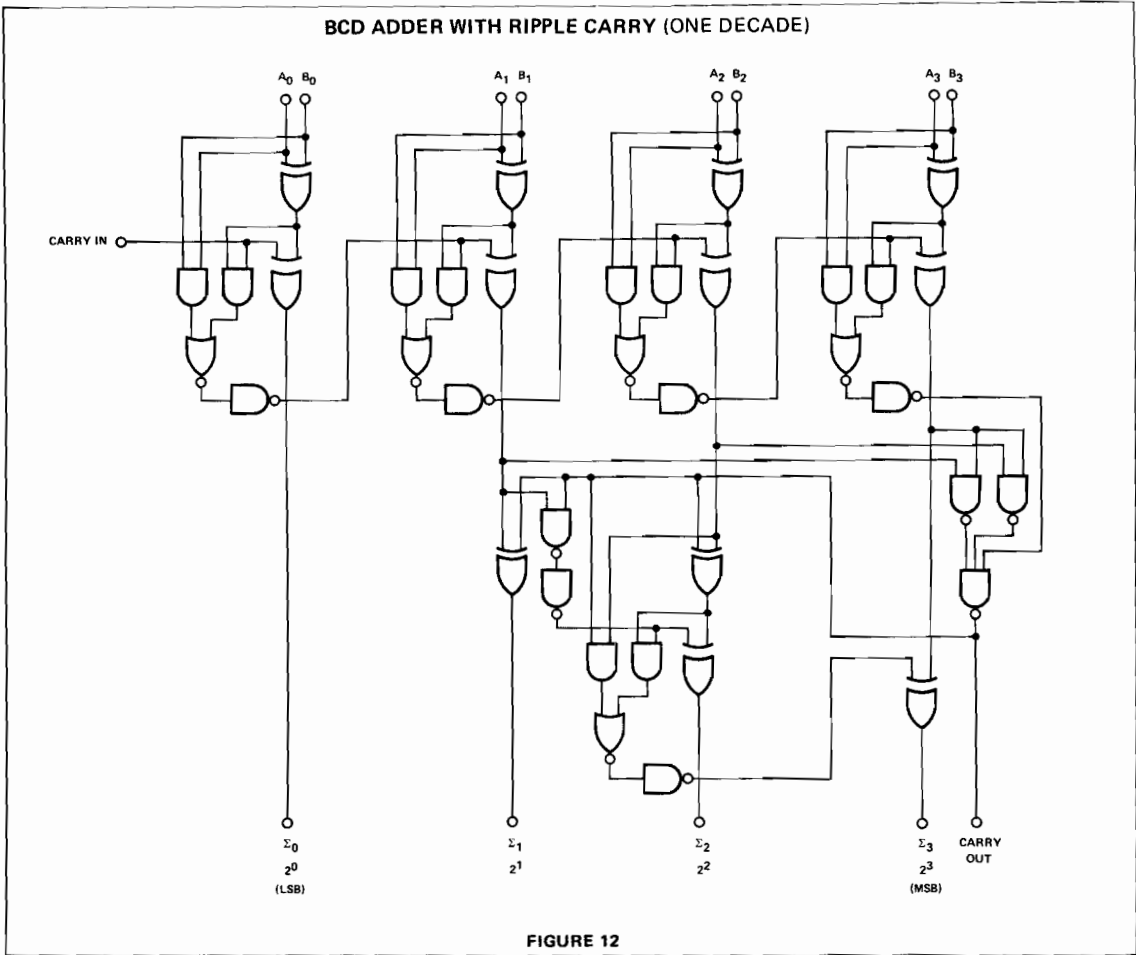 BCD ADDER WITH RIPPLE CARRY (ONE DECADE)
A0 B0
A1 B1
A2 B2
A3 B3
CARRY IN
Σ0
2^0
(LSB)
Σ1
2^1
Σ2
2^2
Σ3
2^3
(MSB)
CARRY
OUT
FIGURE 12